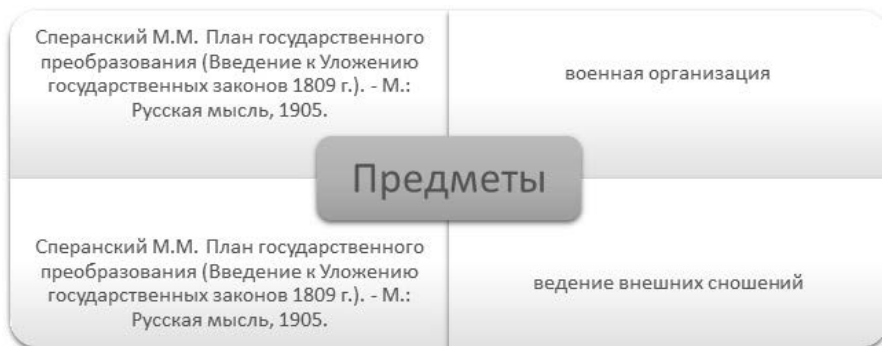 Сперанский М.М. План государственного
преобразования (Введение к Уложению
государственных законов 1809 г.). - М.:
Русская мысль, 1905.
военная организация
Предметы
Сперанский М.М. План государственного
преобразования (Введение к Уложению
государственных законов 1809 г.). - М.:
Русская мысль, 1905.
ведение внешних сношений